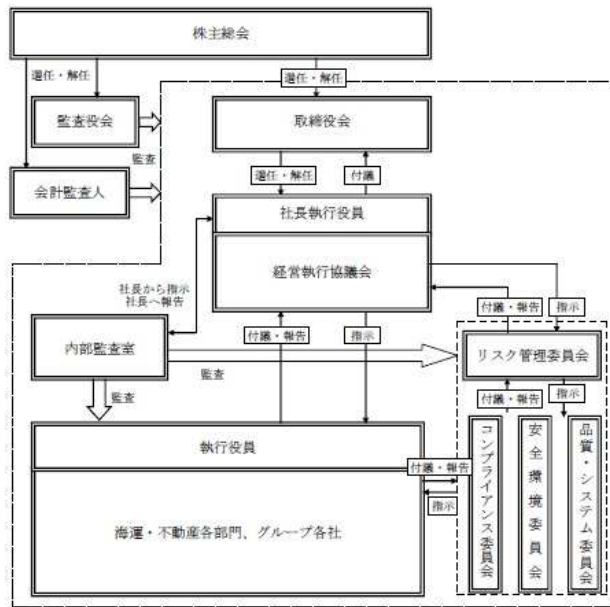 株主総会
選任・解任
選任・解任
監査役会
取締役会
監査
選任・解任
付議
会計監査人
社長執行役員
経営執行協議会
社長から指示
社長へ報告
付議・報告
指示
付議・報告
指示
内部監査室
リスク管理委員会
監査
監査
付議・報告
指示
執行役員
付議・報告
指示
海運・不動産各部門、グループ各社
コンプライアンス委員会
安全環境委員会
品質・システム委員会